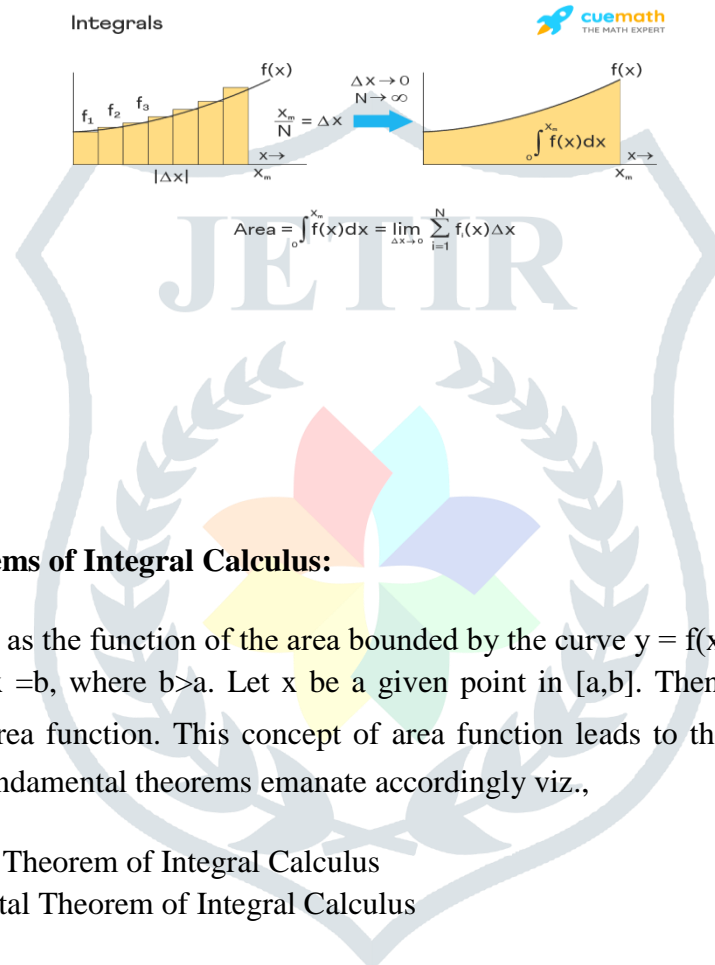 Integrals
cuemath
THE MATH EXPERT
f(x)
f₁ f₂ f₃
xₘ/N = Δx
|Δx|
x→
xₘ
Δx→0
N→∞
f(x)
₀∫ˣᵐ f(x)dx
x→
xₘ
Area = ₀∫ˣᵐ f(x)dx = lim Δx→0 ∑ᴺ i=1 fᵢ(x)Δx
JETIR
ems of Integral Calculus:
as the function of the area bounded by the curve y = f(x
x =b, where b>a. Let x be a given point in [a,b]. Then
rea function. This concept of area function leads to th
ndamental theorems emanate accordingly viz.,
Theorem of Integral Calculus
tal Theorem of Integral Calculus